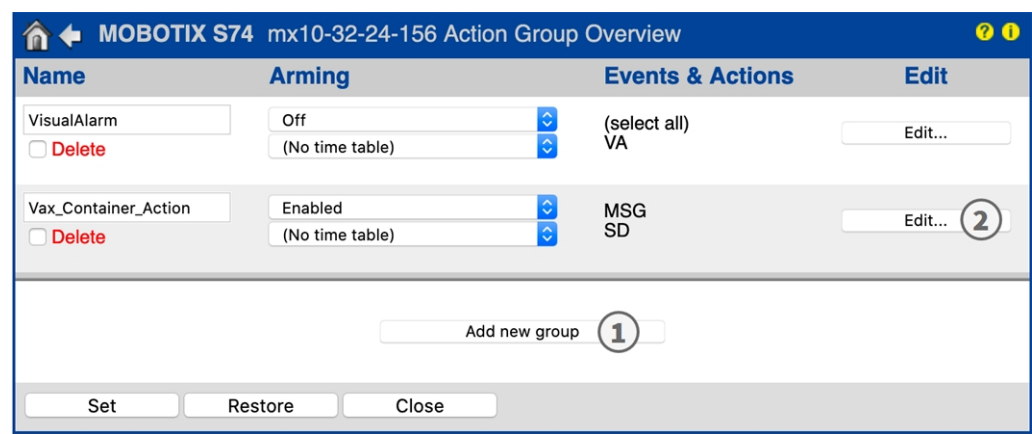 MOBOTIX S74 mx10-32-24-156 Action Group Overview ? i
Name Arming Events & Actions Edit
VisualAlarm Off (select all) Edit...
Delete (No time table) VA
Vax_Container_Action Enabled MSG Edit... 2
Delete (No time table) SD
Add new group 1
Set Restore Close